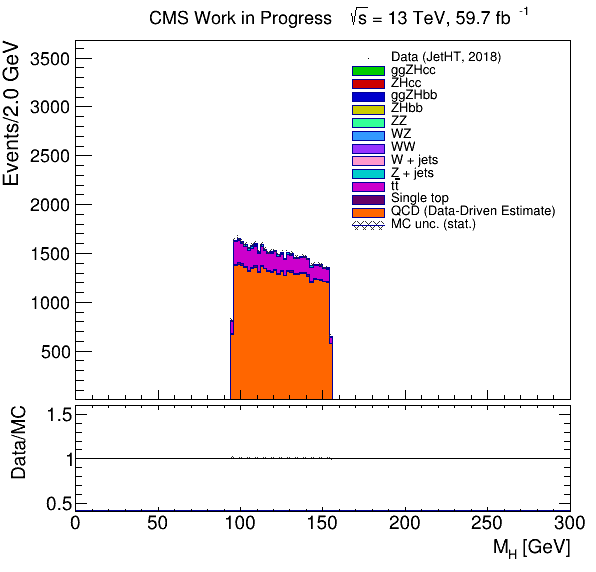 CMS Work in Progress √s = 13 TeV, 59.7 fb⁻¹
Events/2.0 GeV
3500
3000
2500
2000
1500
1000
500
Data (JetHT, 2018)
ggZHcc
ZHcc
ggZHbb
ZHbb
ZZ
WZ
WW
W + jets
Z + jets
tt̅
Single top
QCD (Data-Driven Estimate)
MC unc. (stat.)
Data/MC
1.5
1
0.5
0 50 100 150 200 250 300
M_H [GeV]